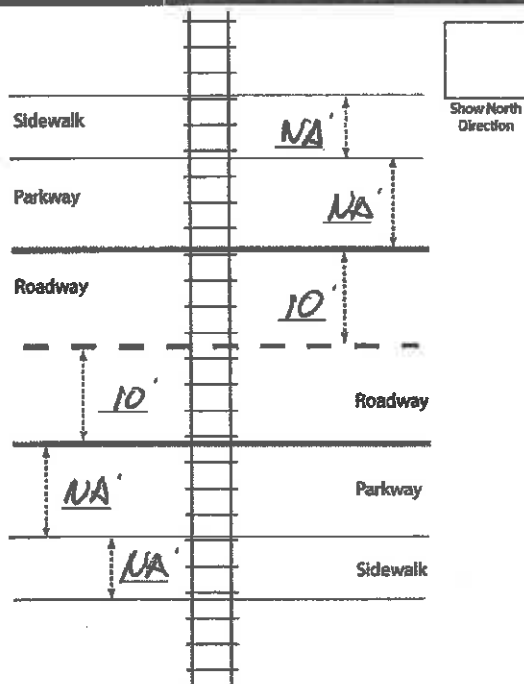 Sidewalk
NA'
Show North
Direction
Parkway
NA'
Roadway
10'
10'
Roadway
NA'
Parkway
NA'
Sidewalk